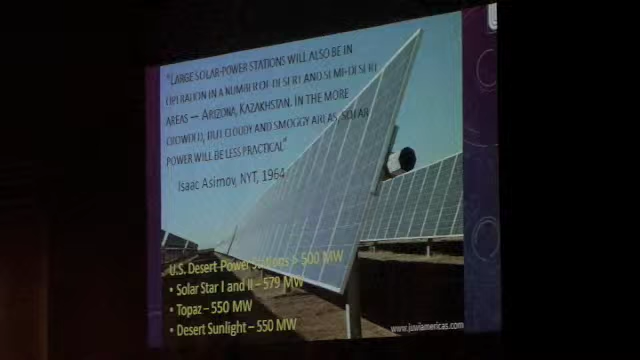 "LARGE SOLAR-POWER STATIONS WILL ALSO BE IN
OPERATION IN A NUMBER OF DESERT AND SEMI-DESERT
AREAS — ARIZONA, KAZAKHSTAN. IN THE MORE
CROWDED, BUT CLOUDY AND SMOGGY AREAS, SOLAR
POWER WILL BE LESS PRACTICAL"
Isaac Asimov, NYT, 1964
U.S. Desert Power Stations > 500 MW
• Solar Star I and II – 579 MW
• Topaz – 550 MW
• Desert Sunlight – 550 MW
www.juwiamericas.com